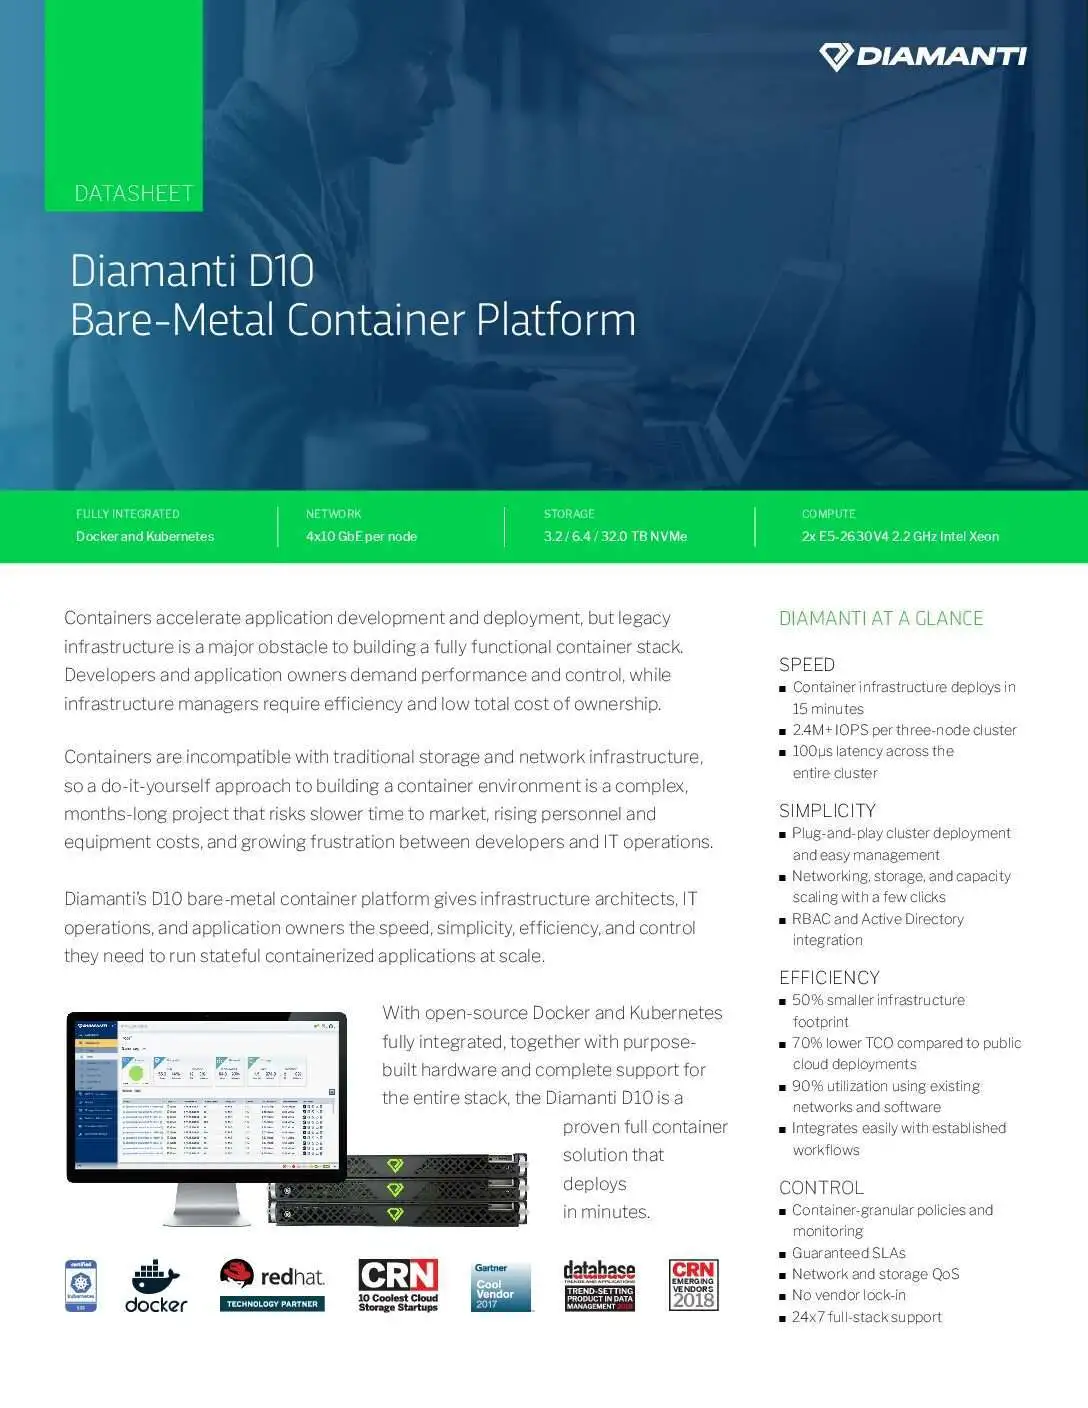 DIAMANTI
DATASHEET
Diamanti D10
Bare-Metal Container Platform
FULLY INTEGRATED
Docker and Kubernetes
NETWORK
4x10 GbE per node
STORAGE
3.2 / 6.4 / 32.0 TB NVMe
COMPUTE
2x E5-2630V4 2.2 GHz Intel Xeon
Containers accelerate application development and deployment, but legacy
infrastructure is a major obstacle to building a fully functional container stack.
Developers and application owners demand performance and control, while
infrastructure managers require efficiency and low total cost of ownership.
Containers are incompatible with traditional storage and network infrastructure,
so a do-it-yourself approach to building a container environment is a complex,
months-long project that risks slower time to market, rising personnel and
equipment costs, and growing frustration between developers and IT operations.
Diamanti's D10 bare-metal container platform gives infrastructure architects, IT
operations, and application owners the speed, simplicity, efficiency, and control
they need to run stateful containerized applications at scale.
With open-source Docker and Kubernetes
fully integrated, together with purpose-
built hardware and complete support for
the entire stack, the Diamanti D10 is a
proven full container
solution that
deploys
in minutes.
DIAMANTI
certified
kubernetes
docker
redhat.
TECHNOLOGY PARTNER
CRN
10 Coolest Cloud
Storage Startups
Gartner
Cool
Vendor
2017
database
TRENDS AND APPLICATIONS
TREND-SETTING
PRODUCT IN DATA
MANAGEMENT 2018
CRN
EMERGING
VENDORS
2018
DIAMANTI AT A GLANCE
SPEED
■ Container infrastructure deploys in
15 minutes
■ 2.4M+ IOPS per three-node cluster
■ 100µs latency across the
entire cluster
SIMPLICITY
■ Plug-and-play cluster deployment
and easy management
■ Networking, storage, and capacity
scaling with a few clicks
■ RBAC and Active Directory
integration
EFFICIENCY
■ 50% smaller infrastructure
footprint
■ 70% lower TCO compared to public
cloud deployments
■ 90% utilization using existing
networks and software
■ Integrates easily with established
workflows
CONTROL
■ Container-granular policies and
monitoring
■ Guaranteed SLAs
■ Network and storage QoS
■ No vendor lock-in
■ 24x7 full-stack support